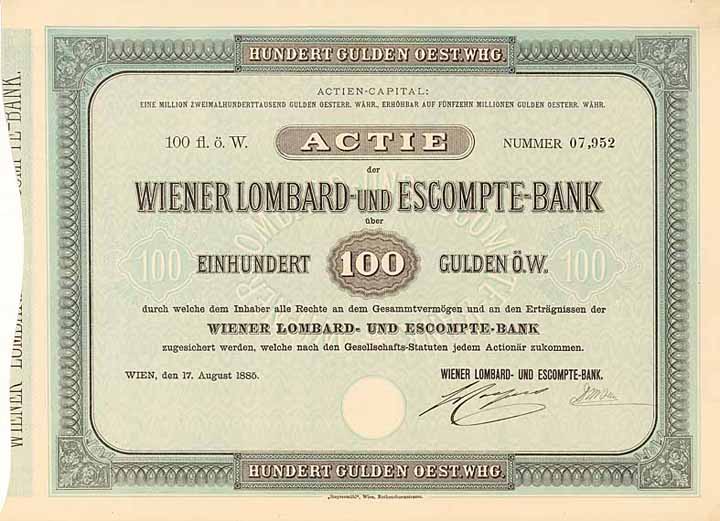 HUNDERT GULDEN OEST. WHG.
ACTIEN-CAPITAL:
EINE MILLION ZWEIMALHUNDERTTAUSEND GULDEN OESTERR. WÄHR., ERHÖHBAR AUF FÜNFZEHN MILLIONEN GULDEN OESTERR. WÄHR.
100 fl. ö. W. ACTIE NUMMER 07,952
der
WIENER LOMBARD- UND ESCOMPTE-BANK
über
100 EINHUNDERT 100 GULDEN Ö.W. 100
durch welche dem Inhaber alle Rechte an dem Gesammtvermögen und an den Erträgnissen der
WIENER LOMBARD- UND ESCOMPTE-BANK
zugesichert werden, welche nach den Gesellschafts-Statuten jedem Actionär zukommen.
WIEN, den 17. August 1885. WIENER LOMBARD- UND ESCOMPTE-BANK.
HUNDERT GULDEN OEST. WHG.
„Steyrermühl", Wien,
WIENER LOMBARD
MPTE-BANK.